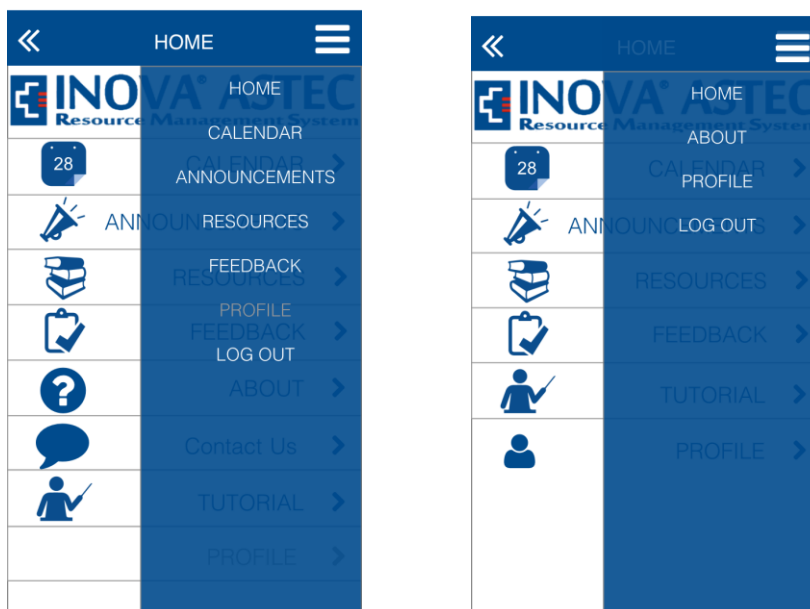 HOME
INOVA® ASTEC
Resource Management System
HOME
CALENDAR
ANNOUNCEMENTS
RESOURCES
FEEDBACK
PROFILE
LOG OUT
28
CALENDAR
ANNOUNCEMENTS
RESOURCES
FEEDBACK
?
ABOUT
Contact Us
TUTORIAL
PROFILE
HOME
INOVA® ASTEC
Resource Management System
HOME
ABOUT
PROFILE
LOG OUT
28
CALENDAR
ANNOUNCEMENTS
RESOURCES
FEEDBACK
TUTORIAL
PROFILE